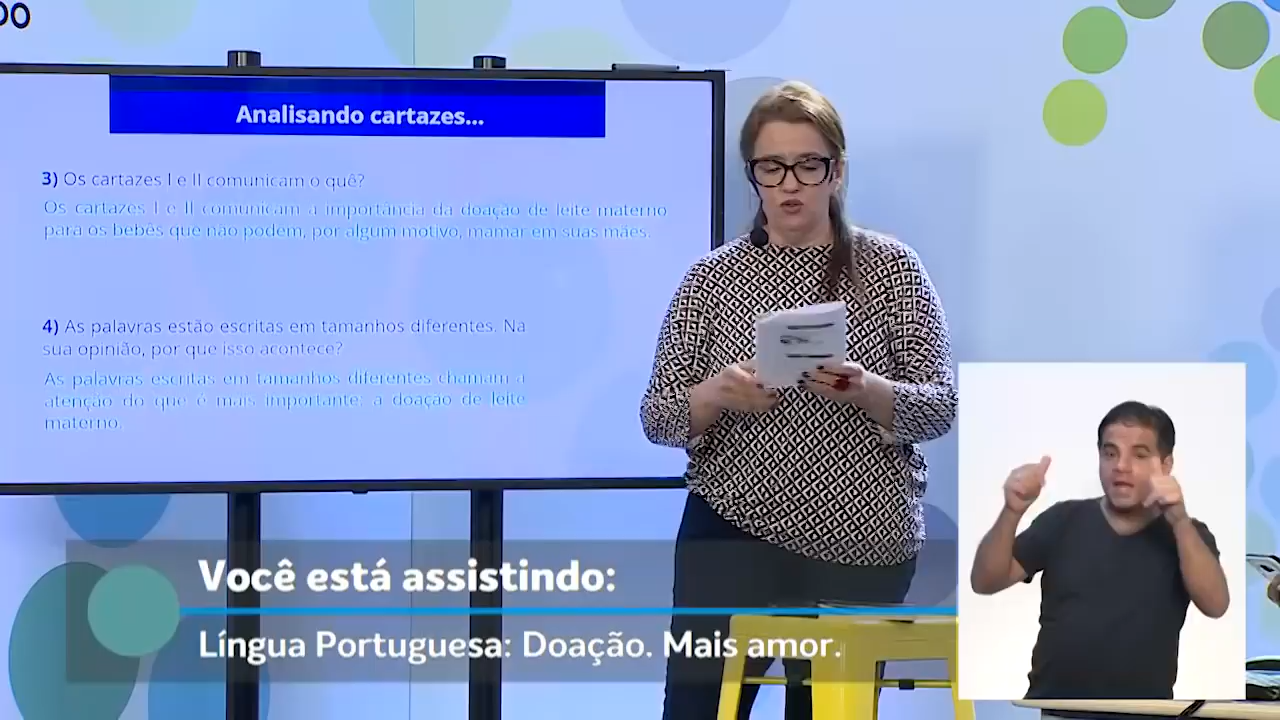 Analisando cartazes...
3) Os cartazes I e II comunicam o quê?
Os cartazes I e II comunicam a importância da doação de leite materno
para os bebês que não podem, por algum motivo, mamar em suas mães.
4) As palavras estão escritas em tamanhos diferentes. Na
sua opinião, por que isso acontece?
As palavras escritas em tamanhos diferentes chamam a
atenção do que é mais importante: a doação de leite
materno.
Você está assistindo:
Língua Portuguesa: Doação. Mais amor.